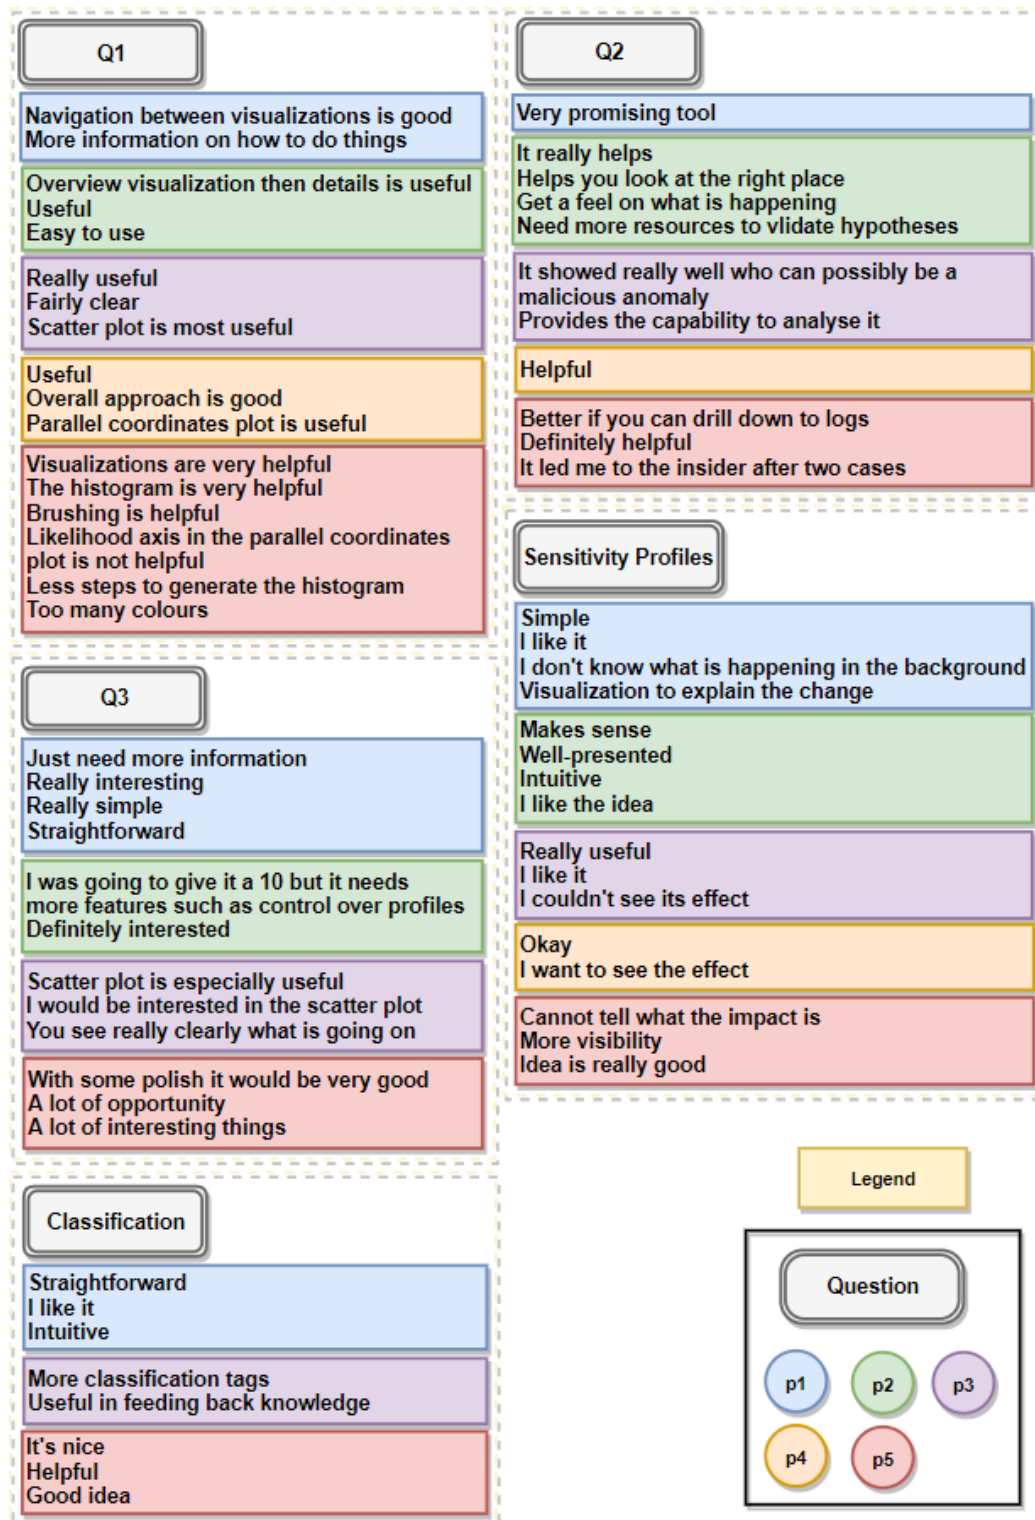 Q1
Navigation between visualizations is good
More information on how to do things
Overview visualization then details is useful
Useful
Easy to use
Really useful
Fairly clear
Scatter plot is most useful
Useful
Overall approach is good
Parallel coordinates plot is useful
Visualizations are very helpful
The histogram is very helpful
Brushing is helpful
Likelihood axis in the parallel coordinates
plot is not helpful
Less steps to generate the histogram
Too many colours
Q2
Very promising tool
It really helps
Helps you look at the right place
Get a feel on what is happening
Need more resources to vlidate hypotheses
It showed really well who can possibly be a
malicious anomaly
Provides the capability to analyse it
Helpful
Better if you can drill down to logs
Definitely helpful
It led me to the insider after two cases
Q3
Just need more information
Really interesting
Really simple
Straightforward
I was going to give it a 10 but it needs
more features such as control over profiles
Definitely interested
Scatter plot is especially useful
I would be interested in the scatter plot
You see really clearly what is going on
With some polish it would be very good
A lot of opportunity
A lot of interesting things
Sensitivity Profiles
Simple
I like it
I don't know what is happening in the background
Visualization to explain the change
Makes sense
Well-presented
Intuitive
I like the idea
Really useful
I like it
I couldn't see its effect
Okay
I want to see the effect
Cannot tell what the impact is
More visibility
Idea is really good
Classification
Straightforward
I like it
Intuitive
More classification tags
Useful in feeding back knowledge
It's nice
Helpful
Good idea
Legend
Question
p1
p2
p3
p4
p5